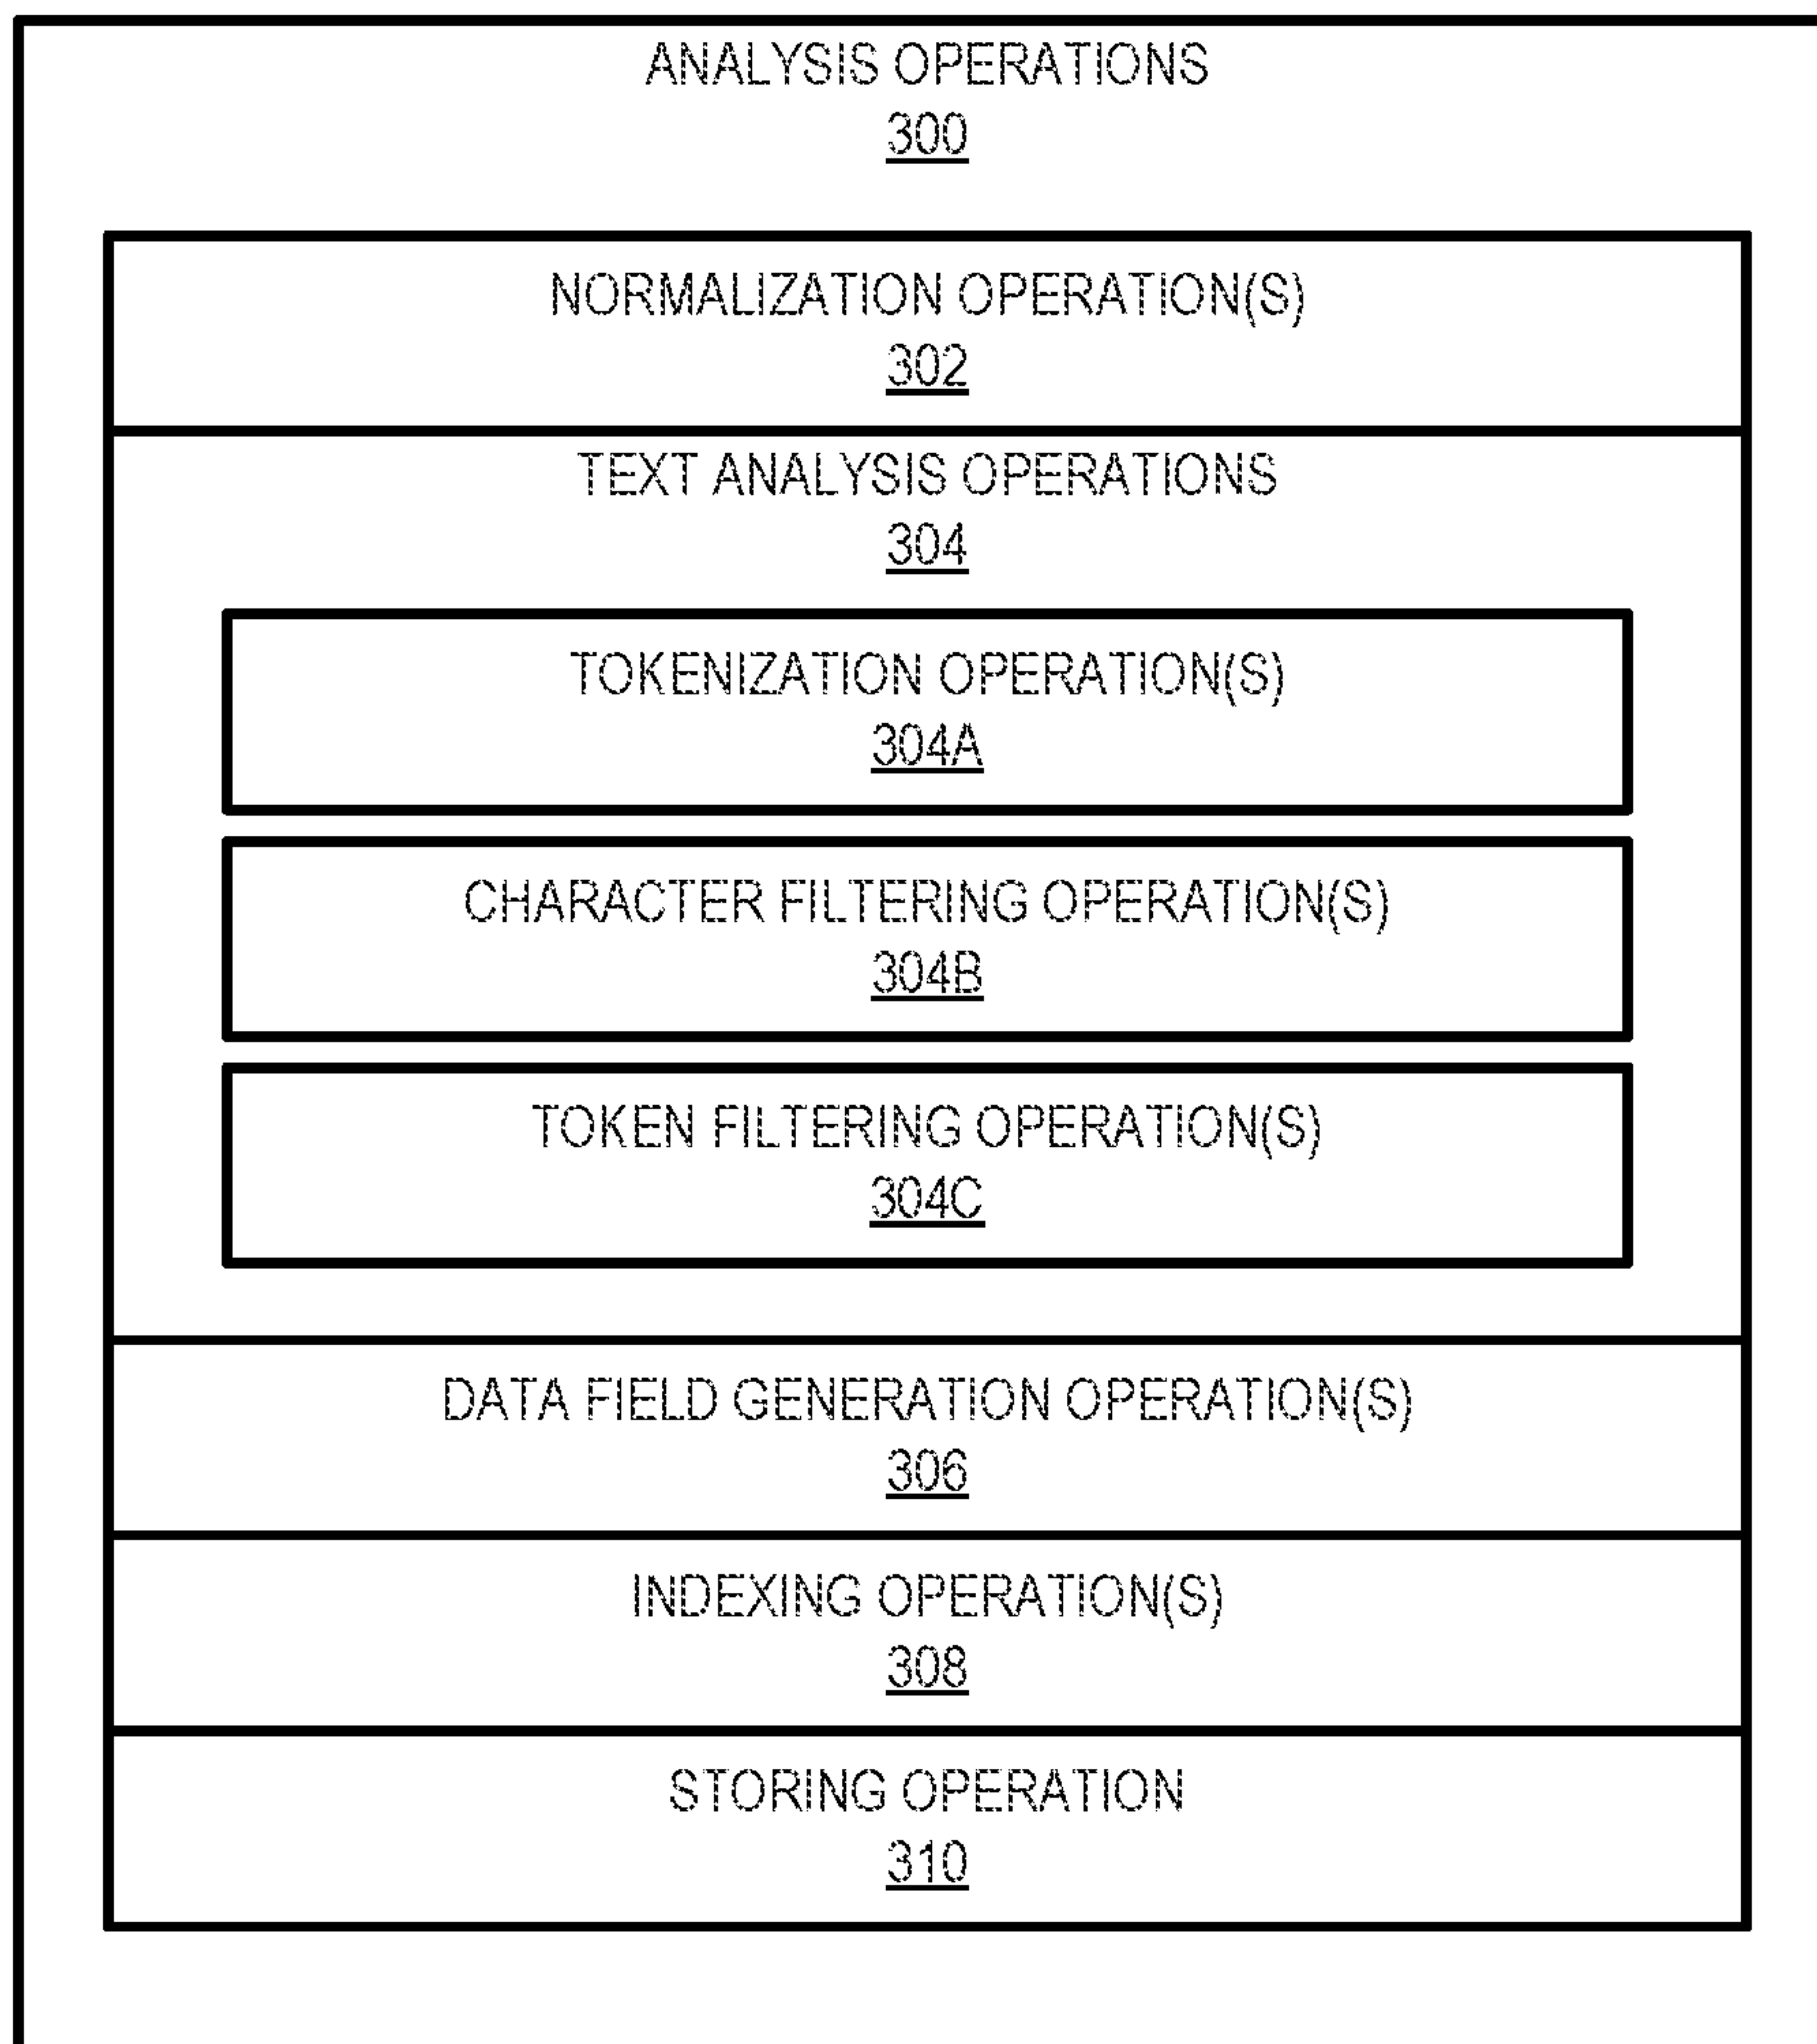 ANALYSIS OPERATIONS
300
NORMALIZATION OPERATION(S)
302
TEXT ANALYSIS OPERATIONS
304
TOKENIZATION OPERATION(S)
304A
CHARACTER FILTERING OPERATION(S)
304B
TOKEN FILTERING OPERATION(S)
304C
DATA FIELD GENERATION OPERATION(S)
306
INDEXING OPERATION(S)
308
STORING OPERATION
310